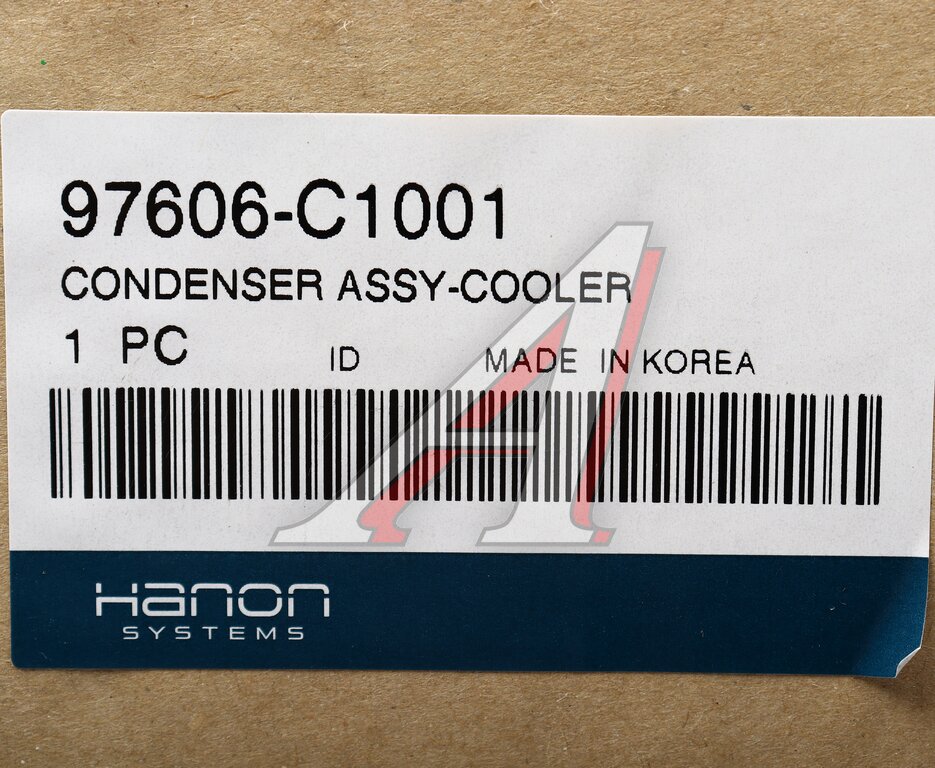 97606-C1001
CONDENSER ASSY-COOLER
1 PC ID MADE IN KOREA
Hanon
SYSTEMS